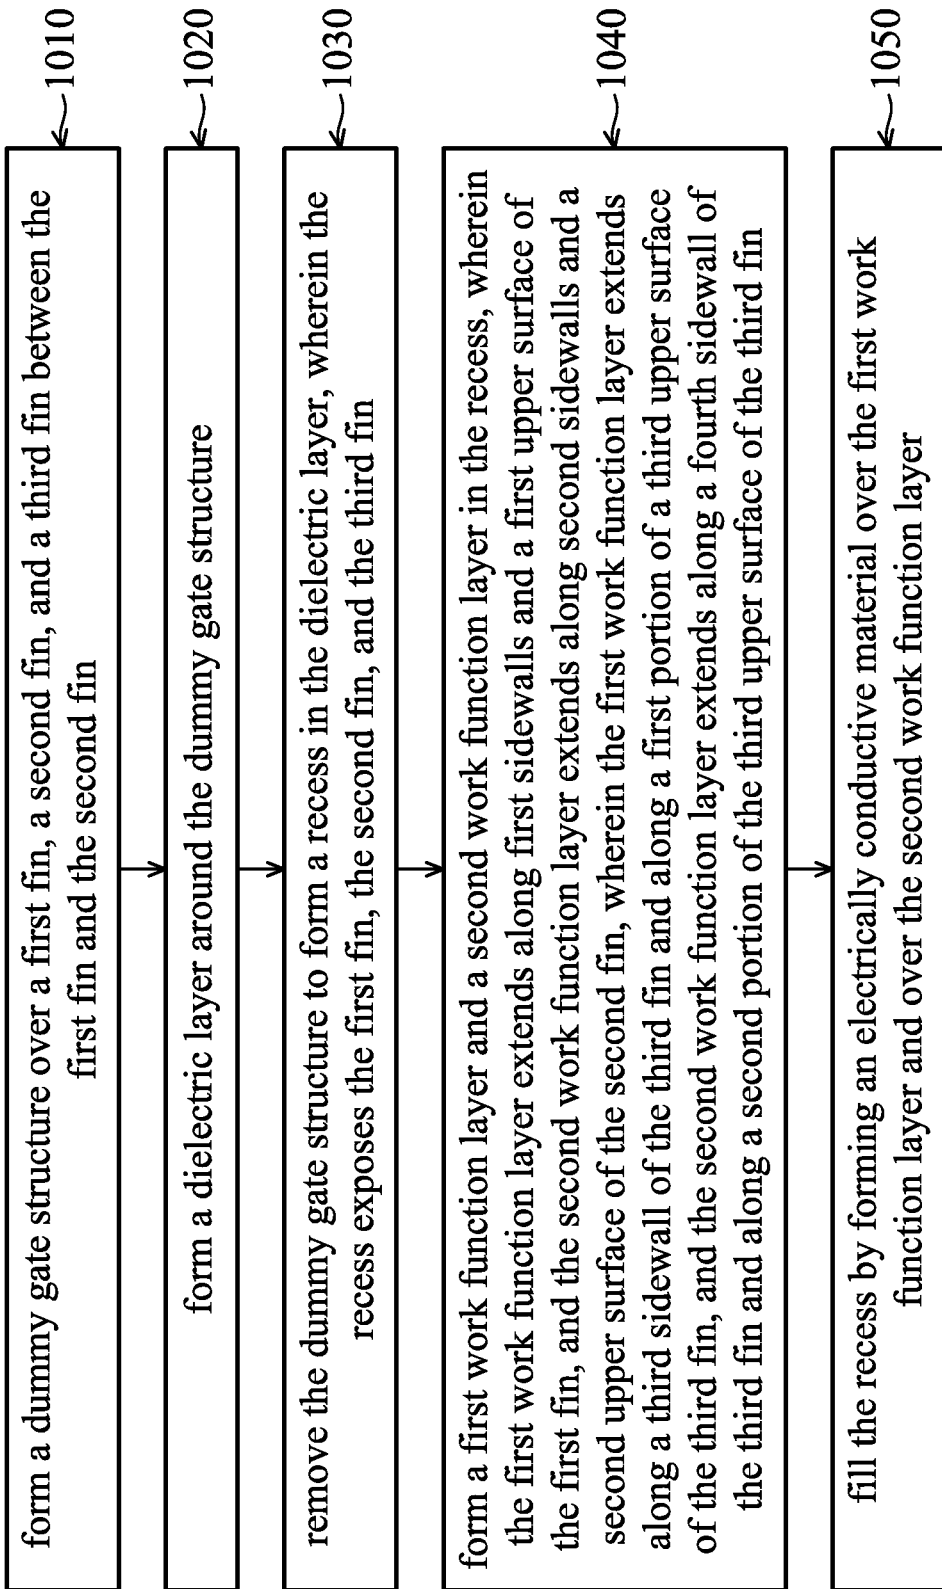 form a dummy gate structure over a first fin, a second fin, and a third fin between the
first fin and the second fin
1010
form a dielectric layer around the dummy gate structure
1020
remove the dummy gate structure to form a recess in the dielectric layer, wherein the
recess exposes the first fin, the second fin, and the third fin
1030
form a first work function layer and a second work function layer in the recess, wherein
the first work function layer extends along first sidewalls and a first upper surface of
the first fin, and the second work function layer extends along second sidewalls and a
second upper surface of the second fin, wherein the first work function layer extends
along a third sidewall of the third fin and along a first portion of a third upper surface
of the third fin, and the second work function layer extends along a fourth sidewall of
the third fin and along a second portion of the third upper surface of the third fin
1040
fill the recess by forming an electrically conductive material over the first work
function layer and over the second work function layer
1050